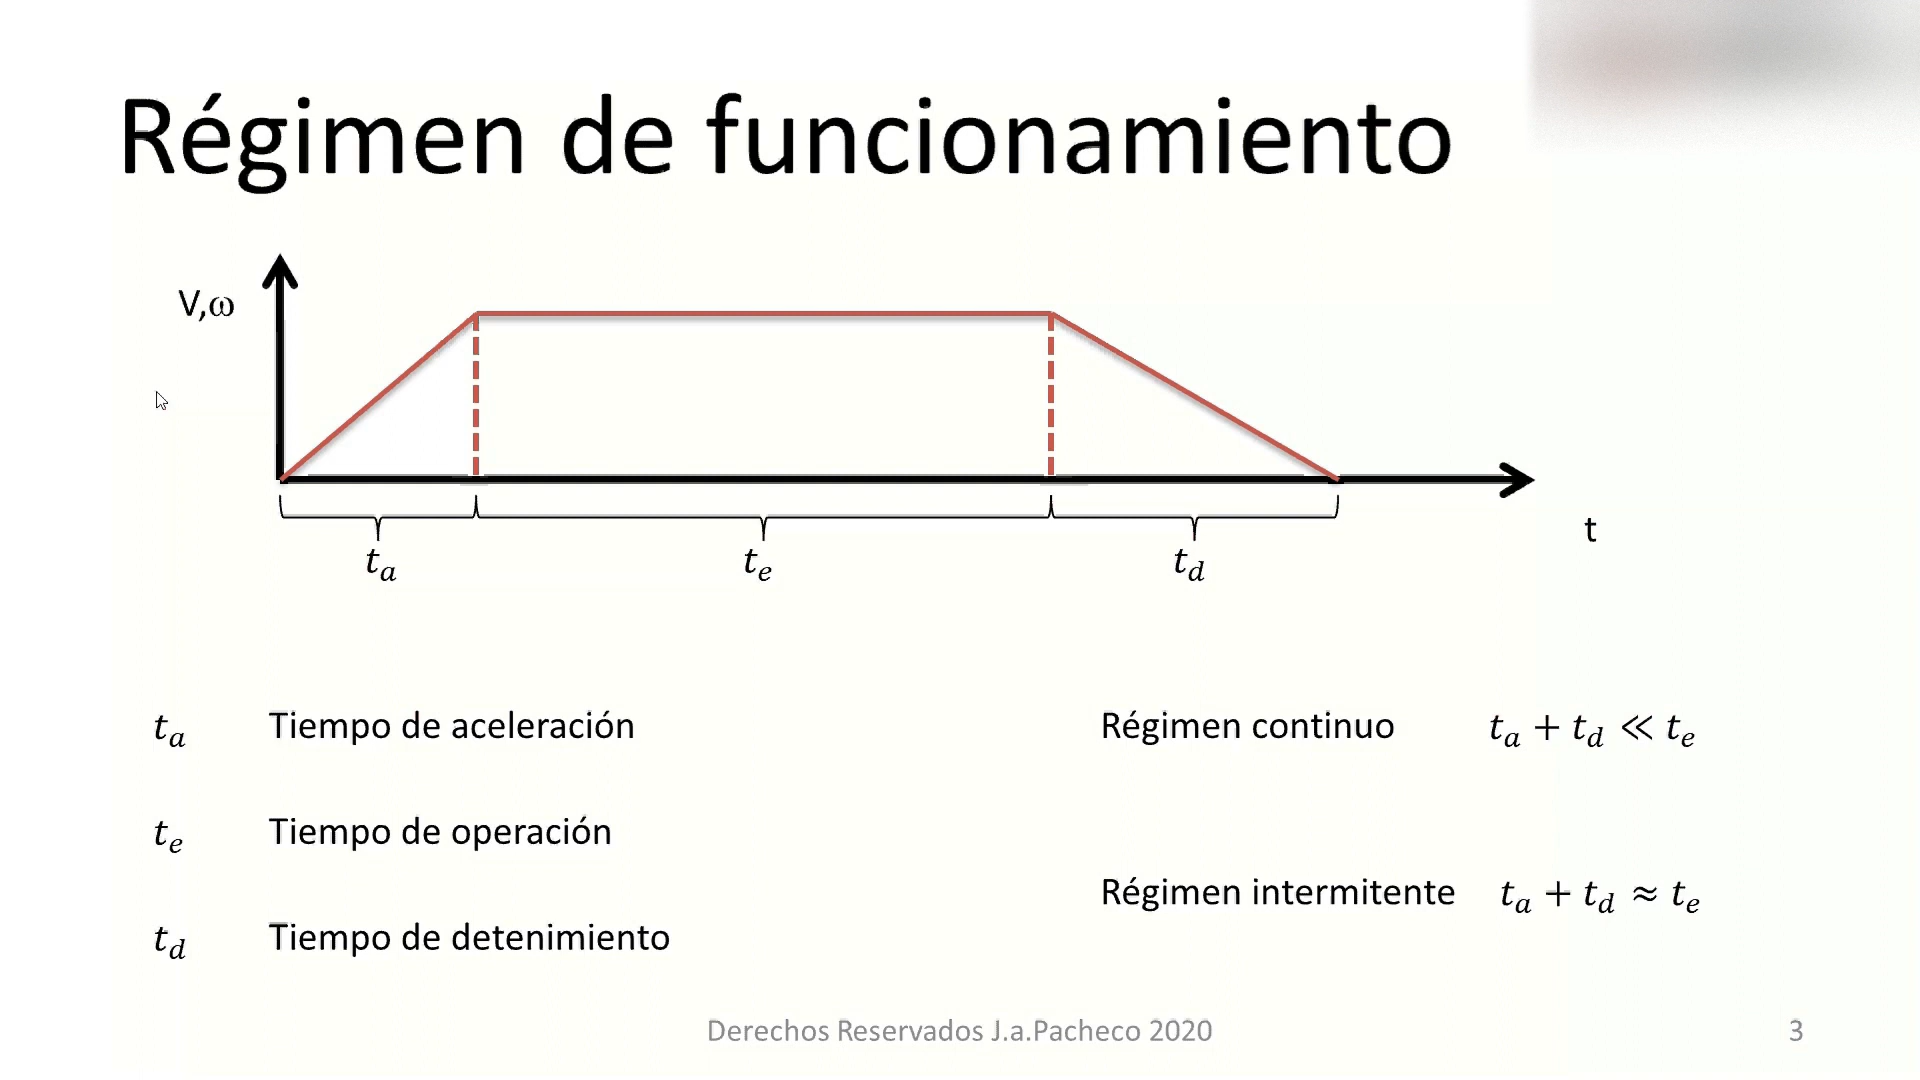 Régimen de funcionamiento
V,ω
t
t_a
t_e
t_d
t_a Tiempo de aceleración
t_e Tiempo de operación
t_d Tiempo de detenimiento
Régimen continuo t_a + t_d ≪ t_e
Régimen intermitente t_a + t_d ≈ t_e
Derechos Reservados J.a.Pacheco 2020
3